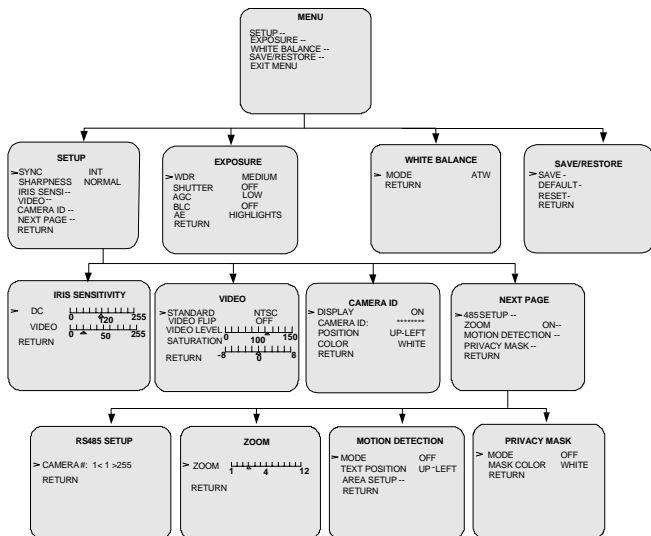 MENU
SETUP --
EXPOSURE --
WHITE BALANCE --
SAVE/RESTORE --
EXIT MENU
SETUP
SYNC INT
SHARPNESS NORMAL
IRIS SENSI--
VIDEO--
CAMERA ID --
NEXT PAGE --
RETURN
EXPOSURE
WDR MEDIUM
SHUTTER OFF
AGC LOW
BLC OFF
AE HIGHLIGHTS
RETURN
WHITE BALANCE
MODE ATW
RETURN
SAVE/RESTORE
SAVE -
DEFAULT -
RESET-
RETURN
IRIS SENSITIVITY
DC 0 120 255
VIDEO 0 50 255
RETURN
VIDEO
STANDARD NTSC
VIDEO FLIP OFF
VIDEO LEVEL 0 100 150
SATURATION -8 0 8
RETURN
CAMERA ID
DISPLAY ON
CAMERA ID: ********
POSITION UP-LEFT
COLOR WHITE
RETURN
NEXT PAGE
485SETUP --
ZOOM ON--
MOTION DETECTION --
PRIVACY MASK --
RETURN
RS485 SETUP
CAMERA#: 1< 1 >255
RETURN
ZOOM
ZOOM 1 4 12
RETURN
MOTION DETECTION
MODE OFF
TEXT POSITION UP-LEFT
AREA SETUP --
RETURN
PRIVACY MASK
MODE OFF
MASK COLOR WHITE
RETURN